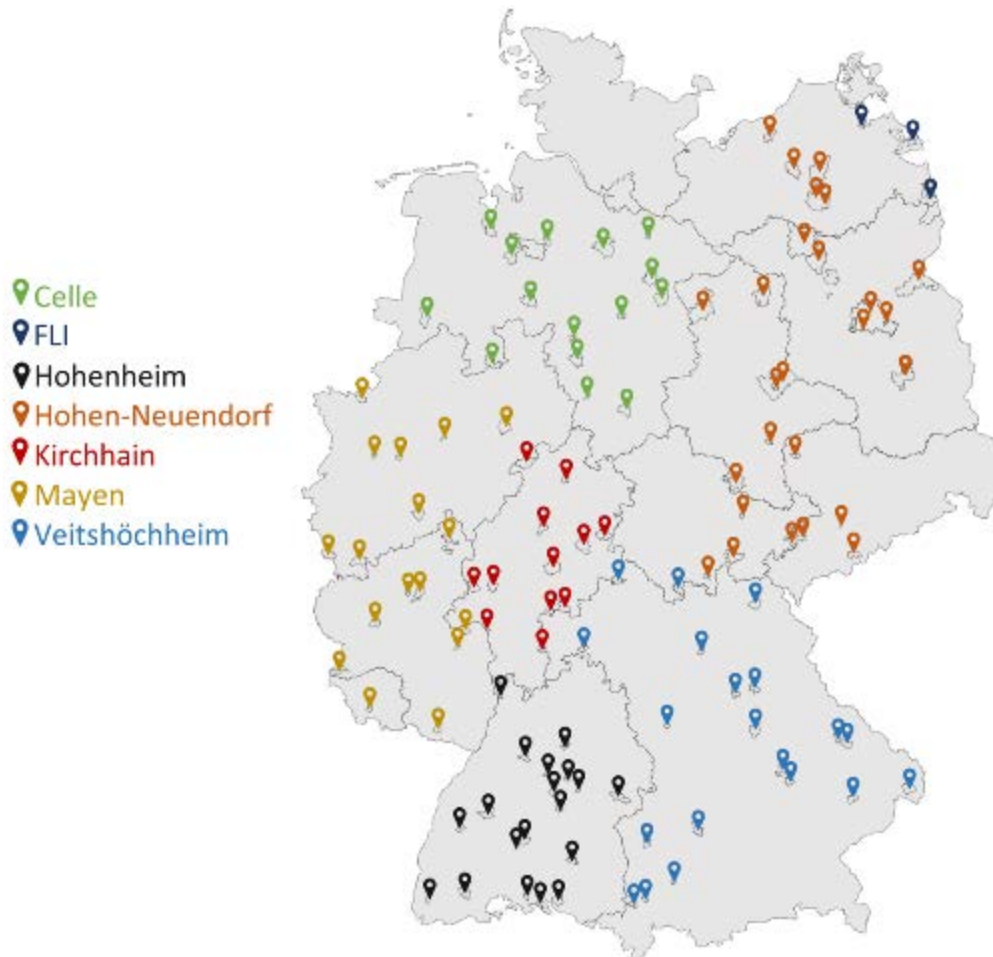 Celle
FLI
Hohenheim
Hohen-Neuendorf
Kirchhain
Mayen
Veitshöchheim